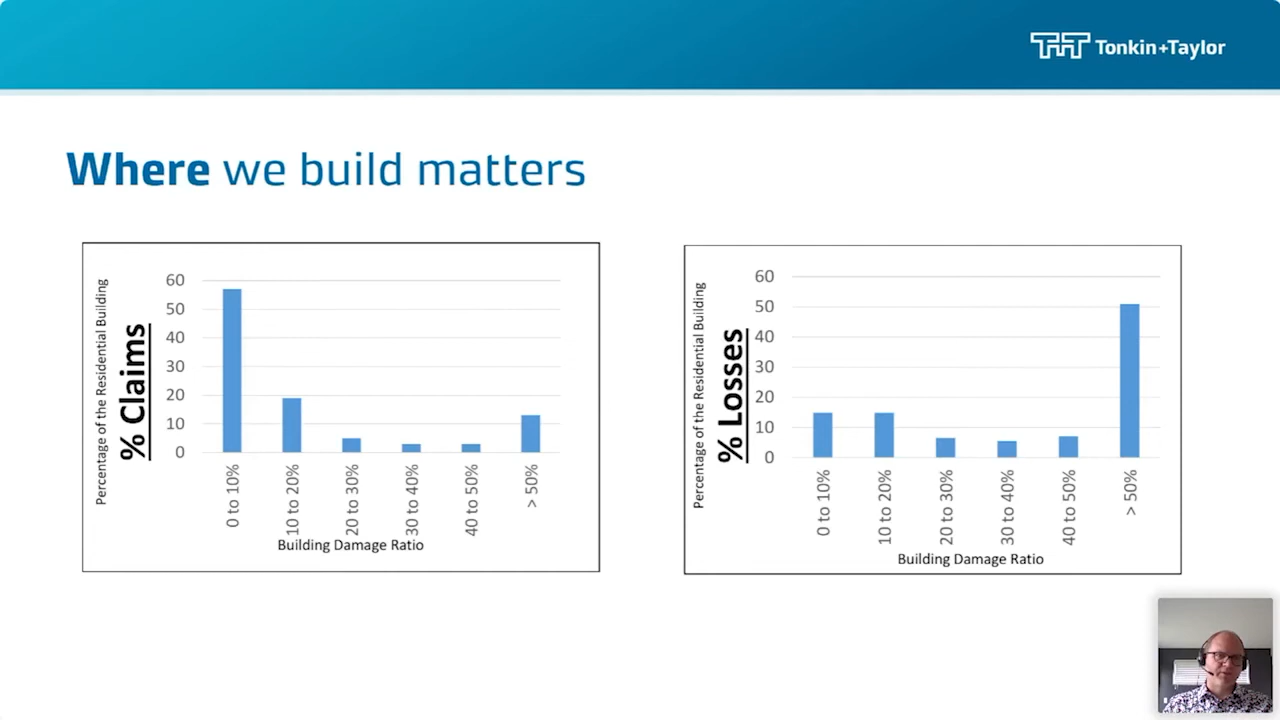 Tonkin+Taylor
Where we build matters
Percentage of the Residential Building
% Claims
60
50
40
30
20
10
0
0 to 10%
10 to 20%
20 to 30%
30 to 40%
40 to 50%
> 50%
Building Damage Ratio
Percentage of the Residential Building
% Losses
60
50
40
30
20
10
0
0 to 10%
10 to 20%
20 to 30%
30 to 40%
40 to 50%
> 50%
Building Damage Ratio